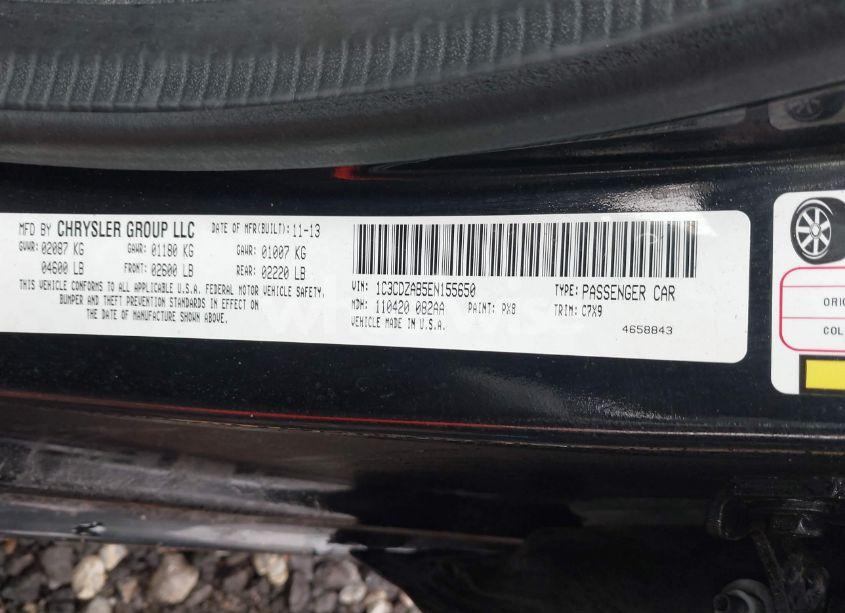 MFD BY CHRYSLER GROUP LLC DATE OF MFR(BUILT): 11-13
GVWR: 02087 KG GAWR: 01180 KG GAWR: 01007 KG
04600 LB FRONT: 02600 LB REAR: 02220 LB
THIS VEHICLE CONFORMS TO ALL APPLICABLE U.S.A. FEDERAL MOTOR VEHICLE SAFETY,
BUMPER AND THEFT PREVENTION STANDARDS IN EFFECT ON
THE DATE OF MANUFACTURE SHOWN ABOVE.
VIN: 1C3CDZAB5EN155650 TYPE: PASSENGER CAR
MDH: 110420 082AA PAINT: PX8 TRIM: C7X9
VEHICLE MADE IN U.S.A. 4658843
ORIG
COL